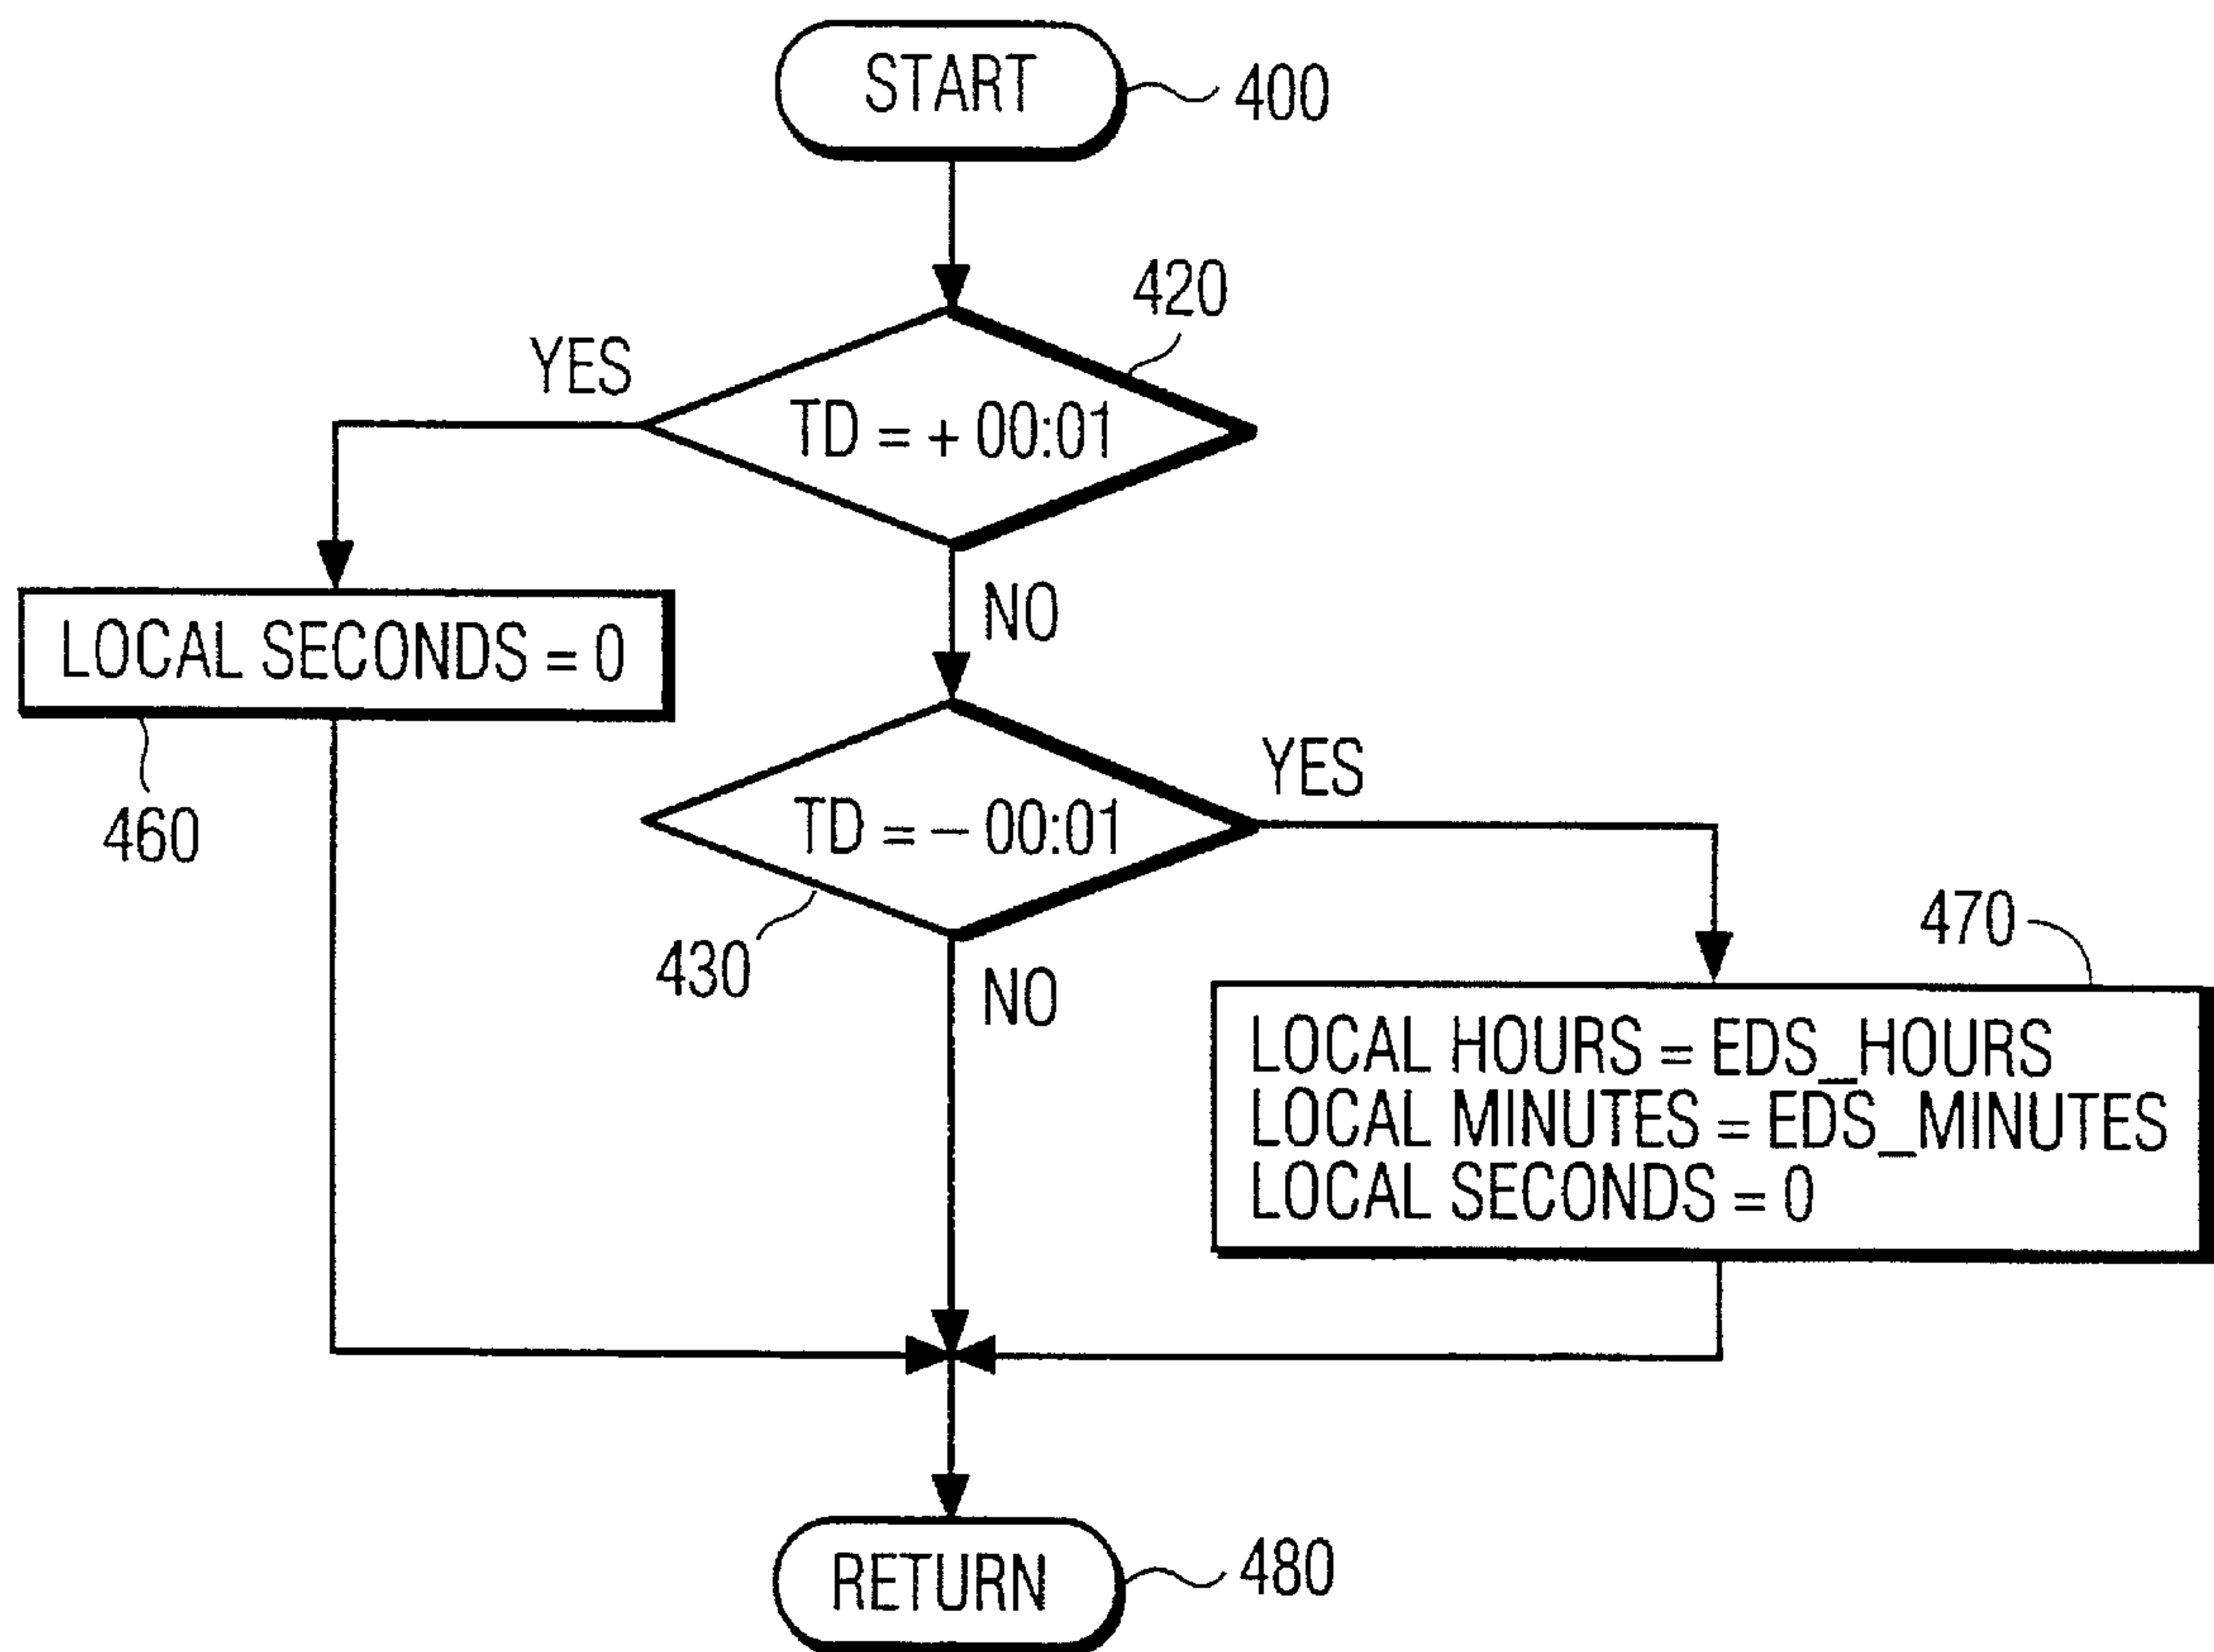 START
400
420
YES
TD = + 00:01
NO
LOCAL SECONDS = 0
460
YES
TD = – 00:01
430
NO
470
LOCAL HOURS = EDS_HOURS
LOCAL MINUTES = EDS_MINUTES
LOCAL SECONDS = 0
RETURN
480